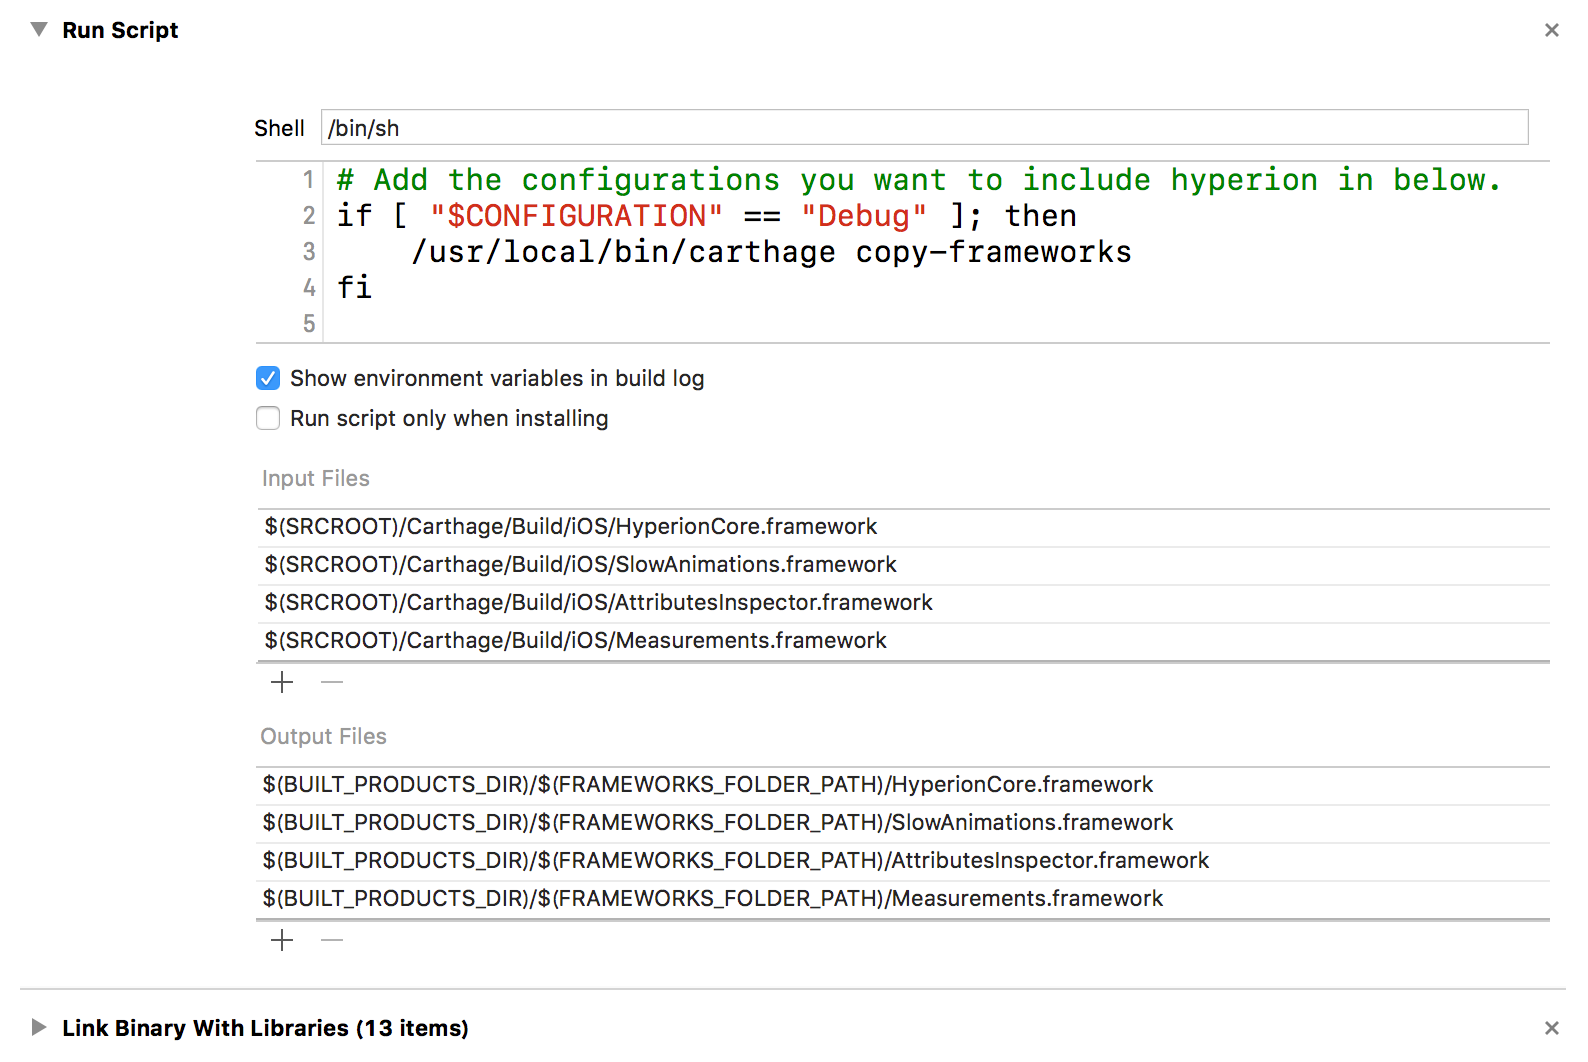 Run Script
Shell /bin/sh
1 # Add the configurations you want to include hyperion in below.
2 if [ "$CONFIGURATION" == "Debug" ]; then
3 /usr/local/bin/carthage copy-frameworks
4 fi
5
Show environment variables in build log
Run script only when installing
Input Files
$(SRCROOT)/Carthage/Build/iOS/HyperionCore.framework
$(SRCROOT)/Carthage/Build/iOS/SlowAnimations.framework
$(SRCROOT)/Carthage/Build/iOS/AttributesInspector.framework
$(SRCROOT)/Carthage/Build/iOS/Measurements.framework
Output Files
$(BUILT_PRODUCTS_DIR)/$(FRAMEWORKS_FOLDER_PATH)/HyperionCore.framework
$(BUILT_PRODUCTS_DIR)/$(FRAMEWORKS_FOLDER_PATH)/SlowAnimations.framework
$(BUILT_PRODUCTS_DIR)/$(FRAMEWORKS_FOLDER_PATH)/AttributesInspector.framework
$(BUILT_PRODUCTS_DIR)/$(FRAMEWORKS_FOLDER_PATH)/Measurements.framework
Link Binary With Libraries (13 items)